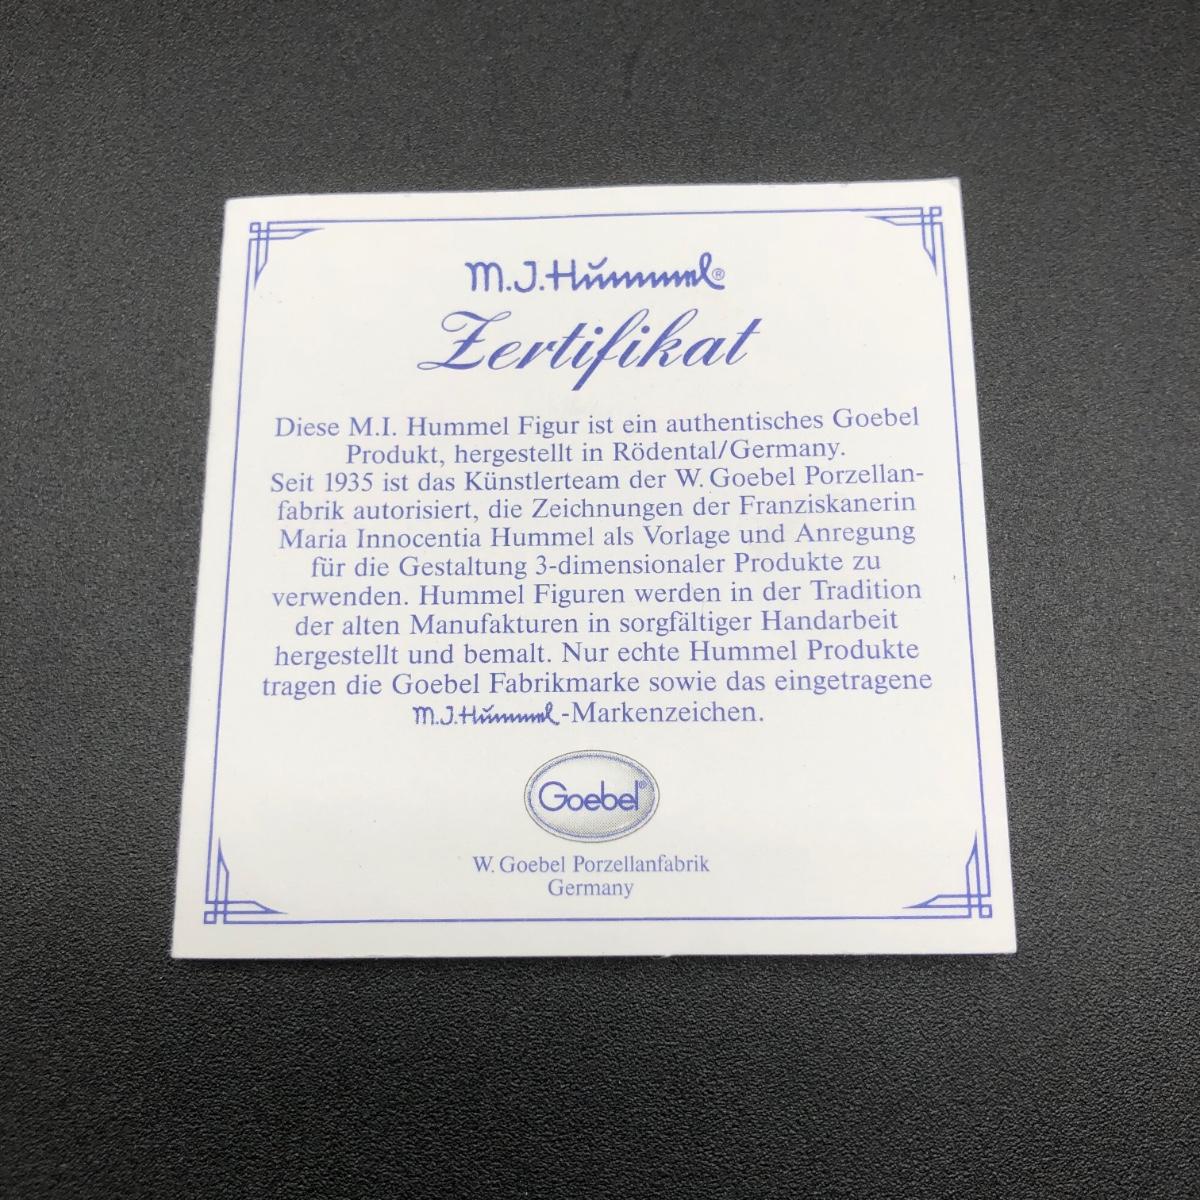 M.J.Hummel®
Zertifikat
Diese M.I. Hummel Figur ist ein authentisches Goebel
Produkt, hergestellt in Rödental/Germany.
Seit 1935 ist das Künstlerteam der W. Goebel Porzellan-
fabrik autorisiert, die Zeichnungen der Franziskanerin
Maria Innocentia Hummel als Vorlage und Anregung
für die Gestaltung 3-dimensionaler Produkte zu
verwenden. Hummel Figuren werden in der Tradition
der alten Manufakturen in sorgfältiger Handarbeit
hergestellt und bemalt. Nur echte Hummel Produkte
tragen die Goebel Fabrikmarke sowie das eingetragene
M.J.Hummel-Markenzeichen.
Goebel®
W. Goebel Porzellanfabrik
Germany